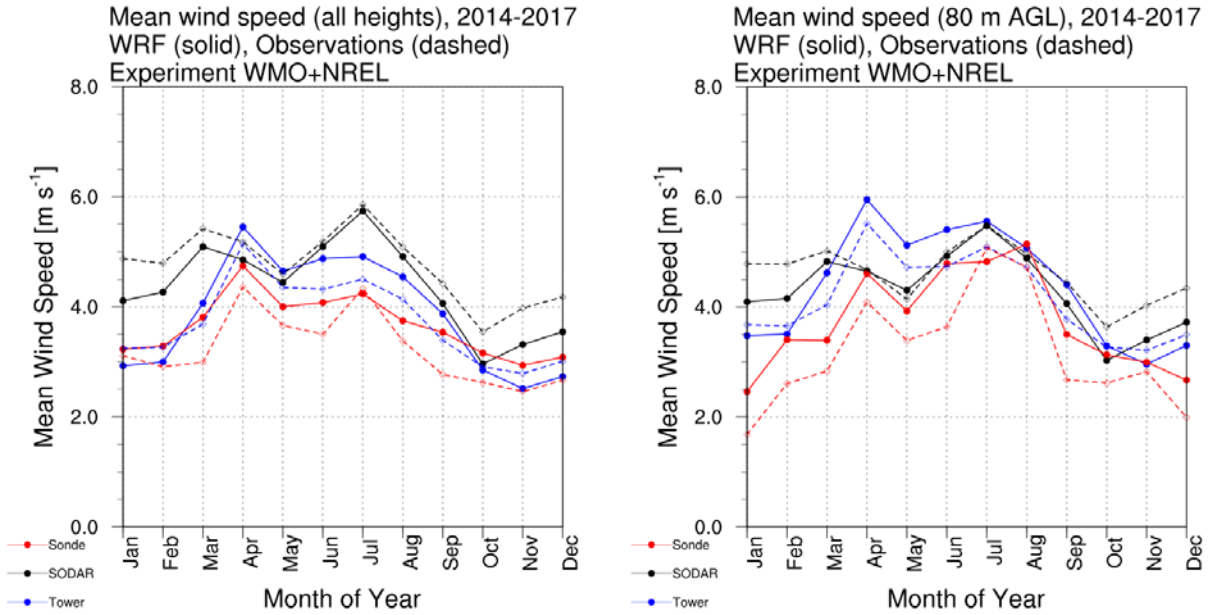 Mean wind speed (all heights), 2014-2017
WRF (solid), Observations (dashed)
Experiment WMO+NREL
8.0
6.0
4.0
2.0
0.0
Mean Wind Speed [m s-1]
Jan
Feb
Mar
Apr
May
Jun
Jul
Aug
Sep
Oct
Nov
Dec
Month of Year
Sonde
SODAR
Tower
Mean wind speed (80 m AGL), 2014-2017
WRF (solid), Observations (dashed)
Experiment WMO+NREL
8.0
6.0
4.0
2.0
0.0
Mean Wind Speed [m s-1]
Jan
Feb
Mar
Apr
May
Jun
Jul
Aug
Sep
Oct
Nov
Dec
Month of Year
Sonde
SODAR
Tower